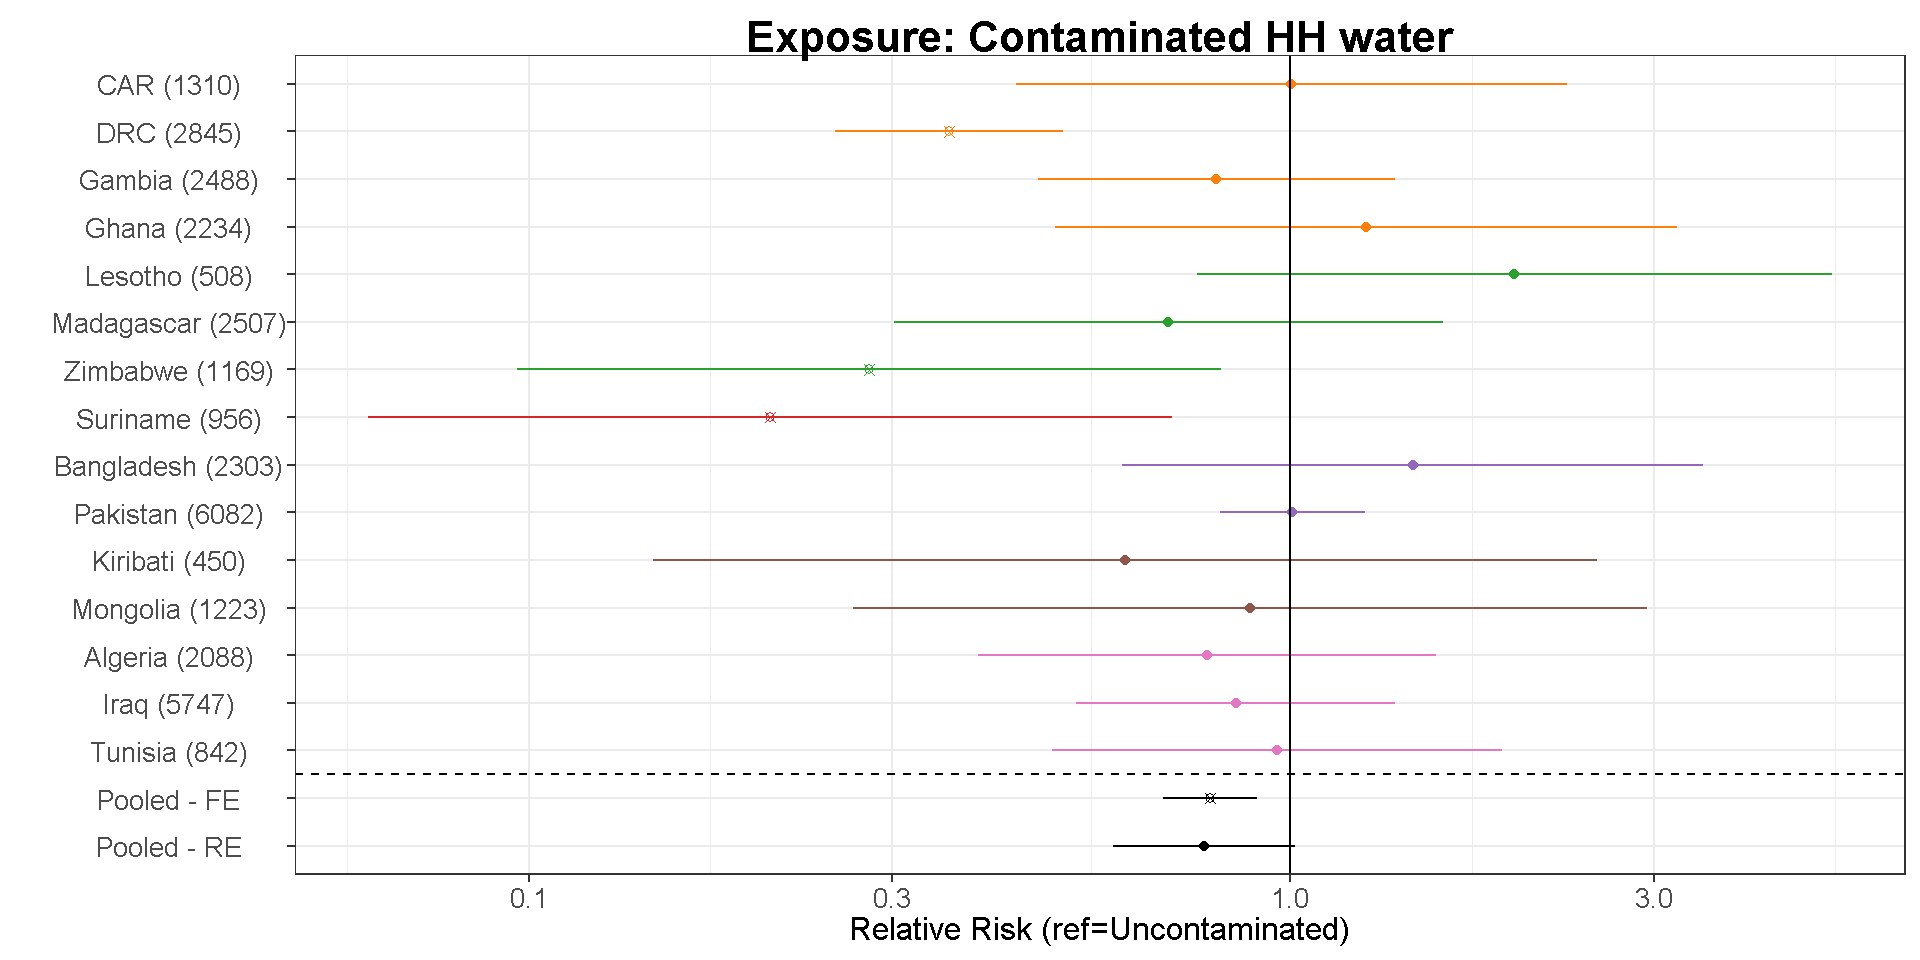 Exposure: Contaminated HH water
CAR (1310)
DRC (2845)
Gambia (2488)
Ghana (2234)
Lesotho (508)
Madagascar (2507)
Zimbabwe (1169)
Suriname (956)
Bangladesh (2303)
Pakistan (6082)
Kiribati (450)
Mongolia (1223)
Algeria (2088)
Iraq (5747)
Tunisia (842)
Pooled - FE
Pooled - RE
0.1 0.3 1.0 3.0
Relative Risk (ref=Uncontaminated)